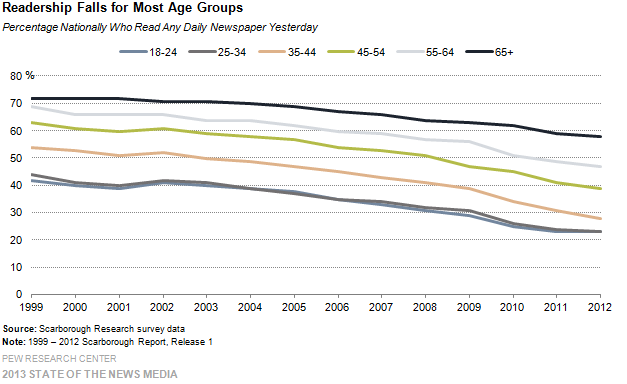 Readership Falls for Most Age Groups
Percentage Nationally Who Read Any Daily Newspaper Yesterday
18-24 25-34 35-44 45-54 55-64 65+
80 %
70
60
50
40
30
20
10
0
1999 2000 2001 2002 2003 2004 2005 2006 2007 2008 2009 2010 2011 2012
Source: Scarborough Research survey data
Note: 1999 – 2012 Scarborough Report, Release 1
PEW RESEARCH CENTER
2013 STATE OF THE NEWS MEDIA